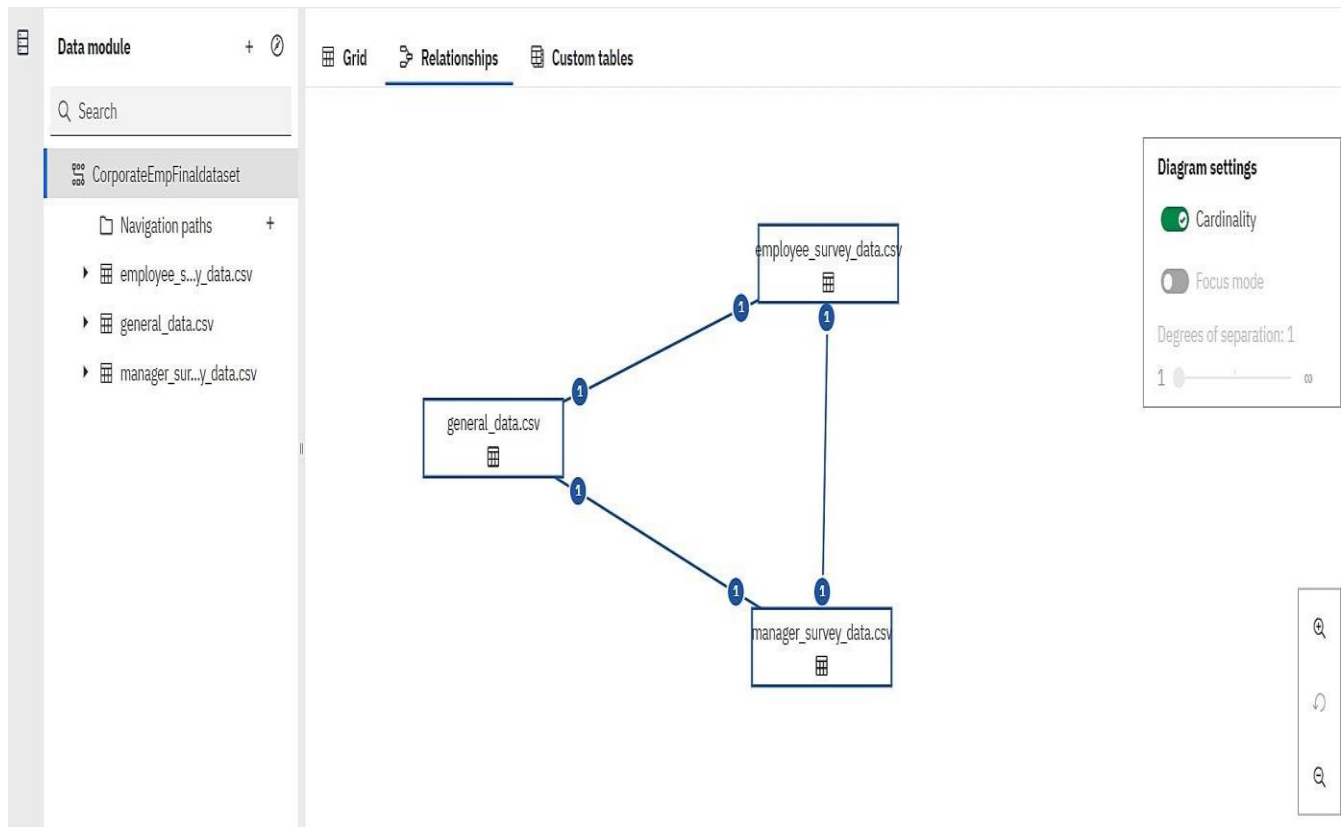 Data module
+
Search
CorporateEmpFinaldataset
Navigation paths +
employee_s...y_data.csv
general_data.csv
manager_sur...y_data.csv
Grid Relationships Custom tables
employee_survey_data.csv
1
1
1
general_data.csv
1
1
1
manager_survey_data.csv
Diagram settings
Cardinality
Focus mode
Degrees of separation: 1
1 ∞